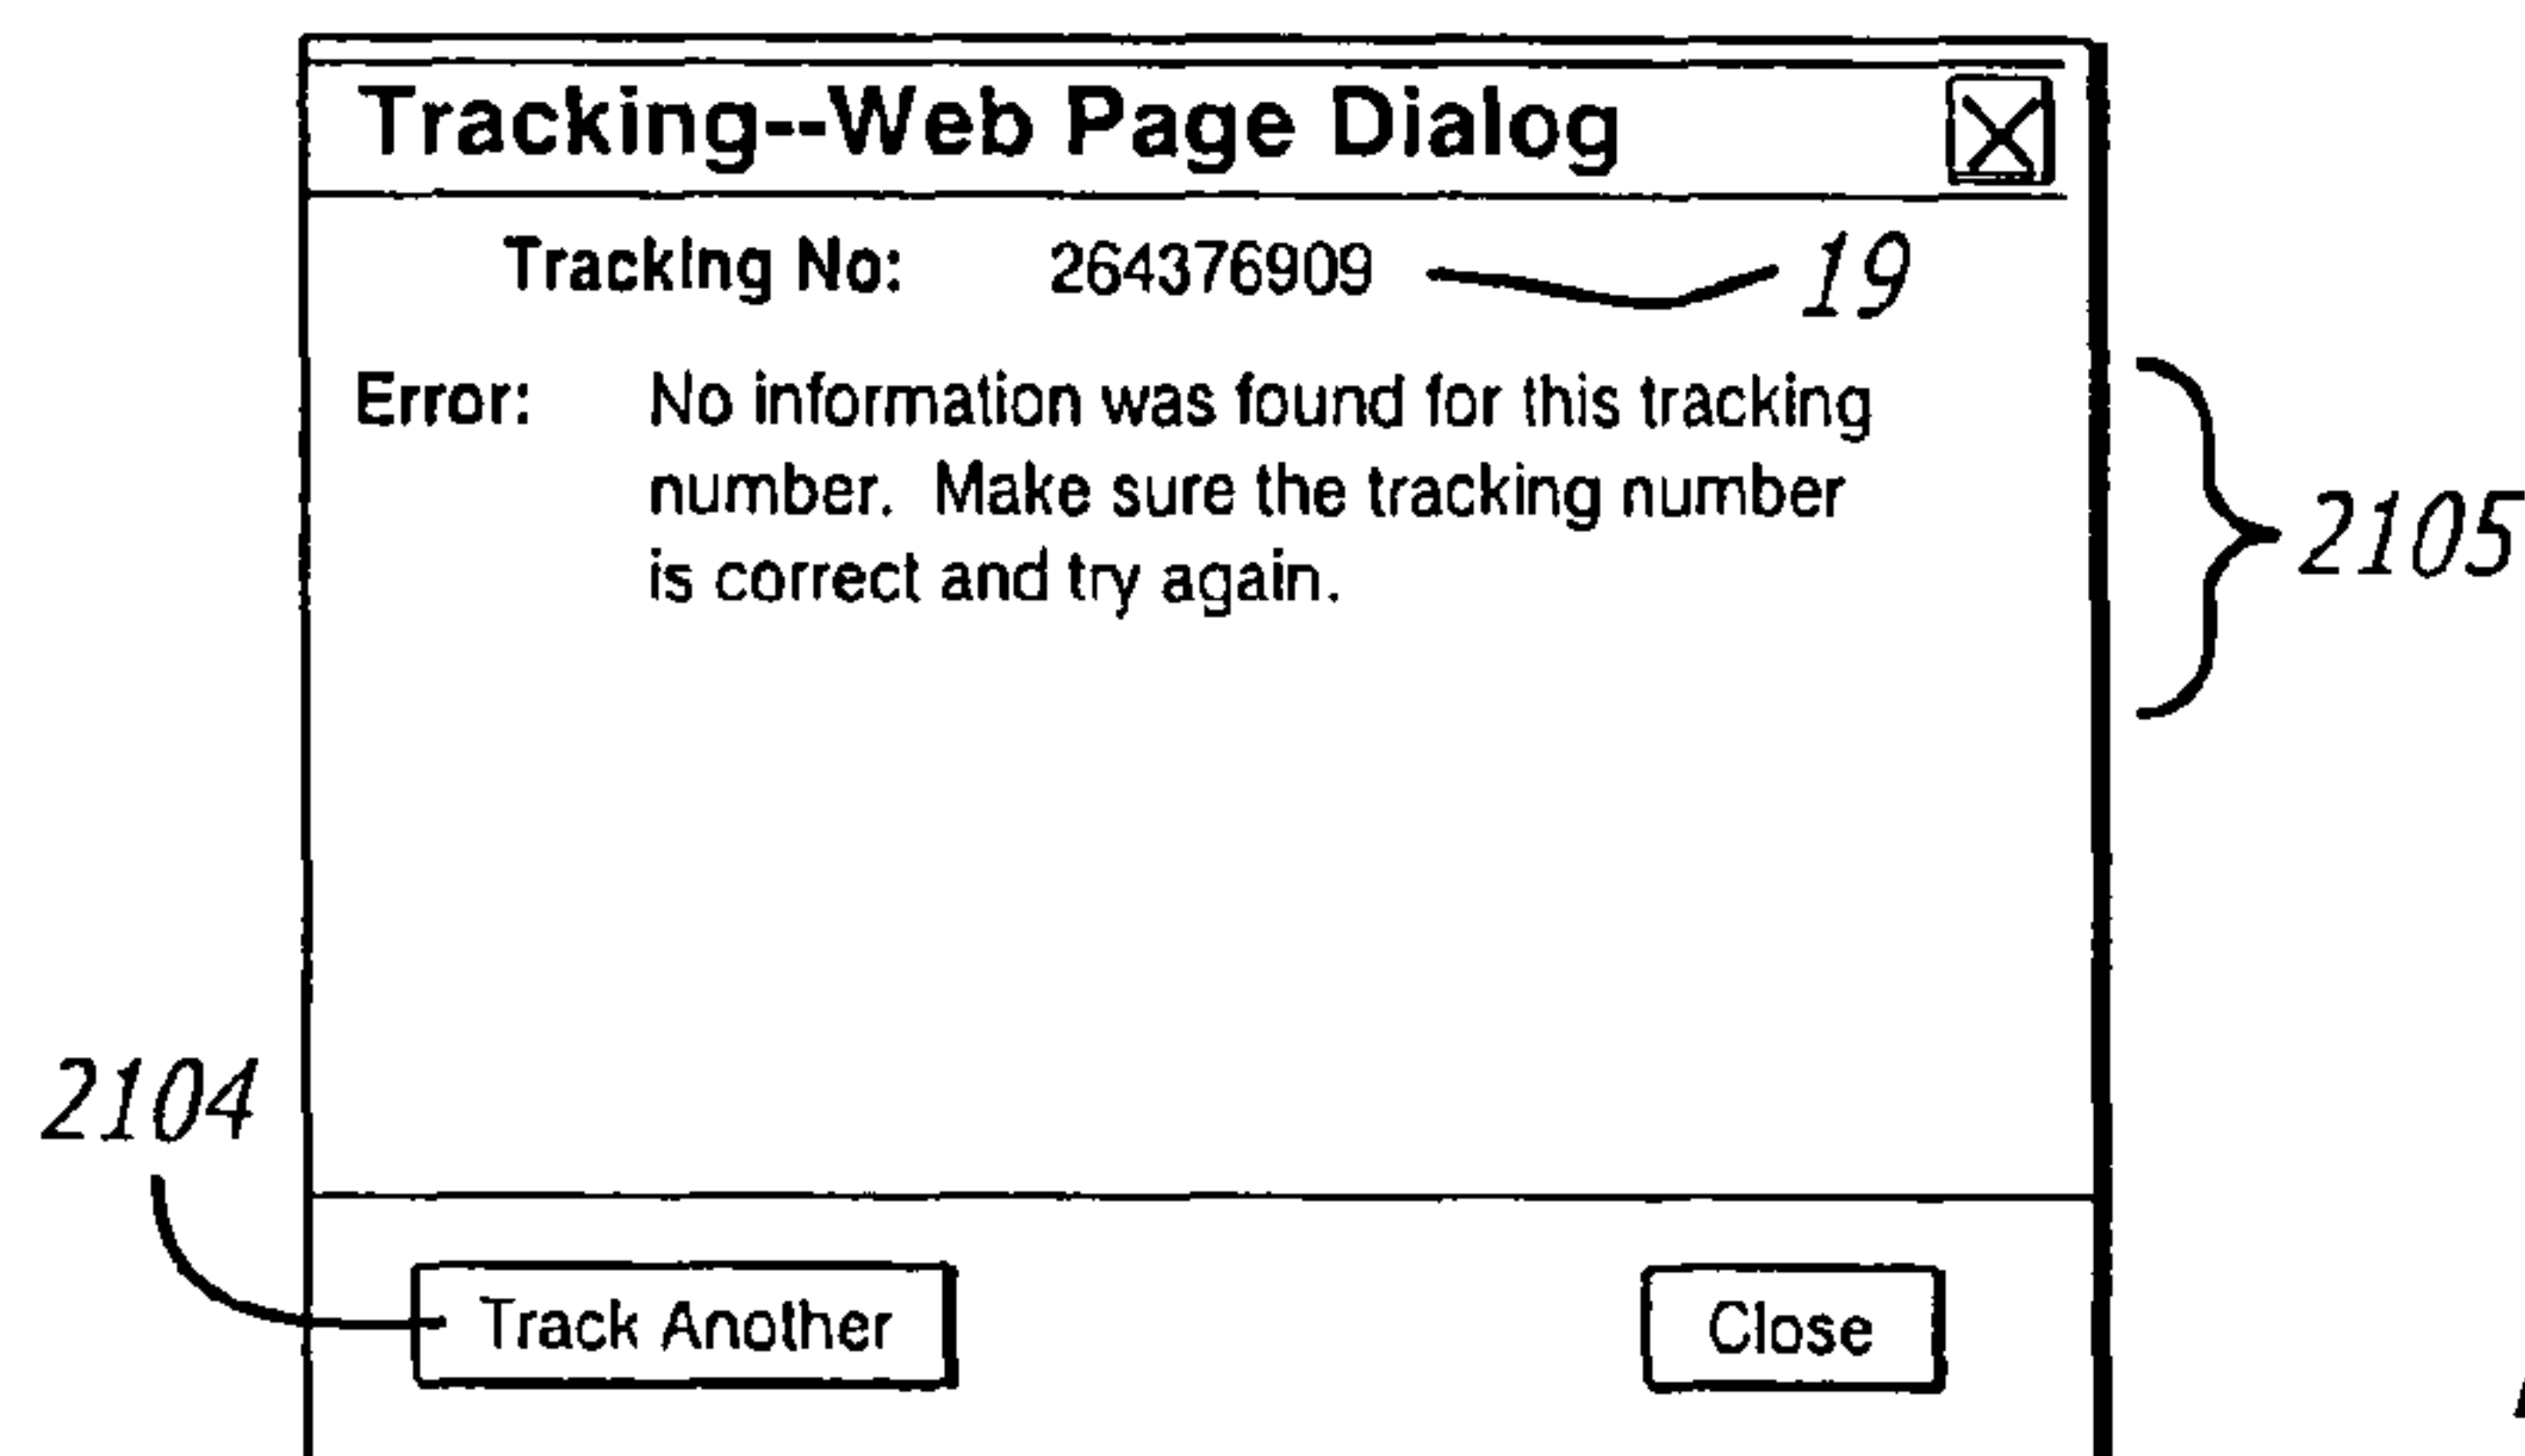 Tracking--Web Page Dialog
Tracking No: 264376909 19
Error: No information was found for this tracking
number. Make sure the tracking number
is correct and try again.
2105
2104
Track Another Close